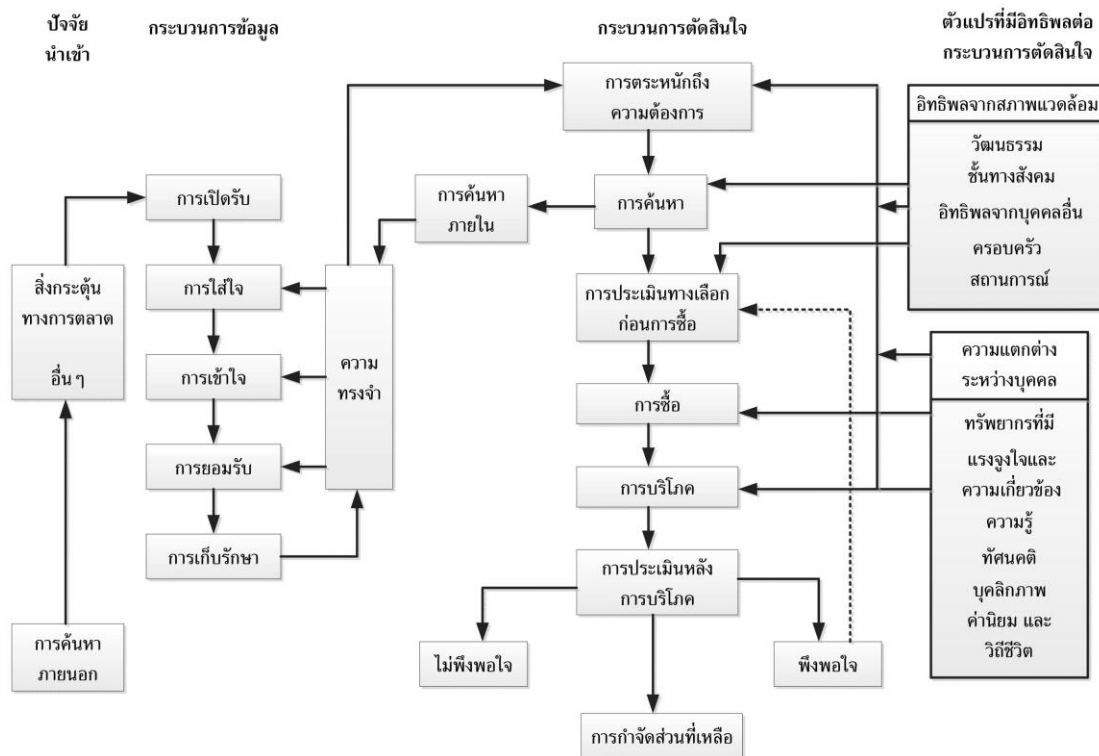 ปัจจัย
นำเข้า
กระบวนการข้อมูล
กระบวนการตัดสินใจ
ตัวแปรที่มีอิทธิพลต่อ
กระบวนการตัดสินใจ
สิ่งกระตุ้น
ทางการตลาด
อื่น ๆ
การค้นหา
ภายนอก
การเปิดรับ
การใส่ใจ
การเข้าใจ
การยอมรับ
การเก็บรักษา
ความ
ทรงจำ
การค้นหา
ภายใน
การตระหนักถึง
ความต้องการ
การค้นหา
การประเมินทางเลือก
ก่อนการซื้อ
การซื้อ
การบริโภค
การประเมินหลัง
การบริโภค
ไม่พึงพอใจ
พึงพอใจ
การกำจัดส่วนที่เหลือ
อิทธิพลจากสภาพแวดล้อม
วัฒนธรรม
ชั้นทางสังคม
อิทธิพลจากบุคคลอื่น
ครอบครัว
สถานการณ์
ความแตกต่าง
ระหว่างบุคคล
ทรัพยากรที่มี
แรงจูงใจและ
ความเกี่ยวข้อง
ความรู้
ทัศนคติ
บุคลิกภาพ
ค่านิยม และ
วิถีชีวิต